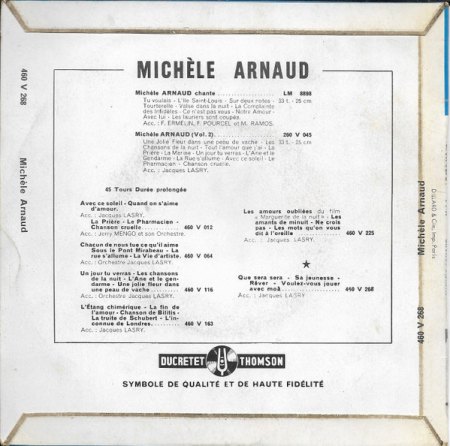 MICHÈLE ARNAUD
Michèle ARNAUD chante LM 8898
Tu voulais - L'Ile Saint-Louis - Sur deux notes - 33 t. - 25 cm
Tourterelle - Valse dans la nuit - La Complainte
des Infidèles - Ce n'est pas vous - Notre Amour -
Avec lui - Les lauriers sont coupés.
Acc. : F. ERMELIN, F. POURCEL et M. RAMOS.
Michèle ARNAUD (Vol. 2) 260 V 045
Une Jolie Fleur dans une peau de vache - Les 33 t. - 25 cm
Chansons de la nuit - Tout l'amour que j'ai - La
Prière - La Marise - Un jour tu verras - L'Ane et le
Gendarme - La Rue s'allume - Avec ce soleil - Le
Pharmacien - Chanson cruelle.
Acc. : Jacques LASRY.
45 Tours Durée prolongée
Avec ce soleil - Quand on s'aime
d'amour.
Acc. : Jacques LASRY.
La Prière - Le Pharmacien -
Chanson cruelle 460 V 012
Acc. : Jerry MENGO et son Orchestre.
Chacun de nous tue ce qu'il aime
Sous le Pont Mirabeau - La
rue s'allume - La Vie d'artiste. 460 V 064
Acc. : Orchestre Jacques LASRY.
Un jour tu verras - Les chansons
de la nuit - L'Ane et le gen-
darme - Une jolie fleur dans
une peau de vache 460 V 116
Acc. : Orchestre Jacques LASRY.
L'Étang chimérique - La fin de
l'amour - Chanson de Bilitis -
La truite de Schubert - L'in-
connue de Londres 460 V 163
Acc. : Jacques LASRY.
Les amours oubliées du film
« Marguerite de la nuit » - Les
amants de minuit - Ne crois
pas - Les mots qu'on vous
dit à l'oreille 460 V 225
Acc. : Jacques LASRY.
★
Que sera sera - Sa jeunesse -
Rêver - Voulez-vous jouer
avec moâ 460 V 268
Acc. : Jacques LASRY.
DUCRETET THOMSON
SYMBOLE DE QUALITÉ ET DE HAUTE FIDÉLITÉ
460 V 268
Michèle Arnaud
Michèle Arnaud
460 V 268